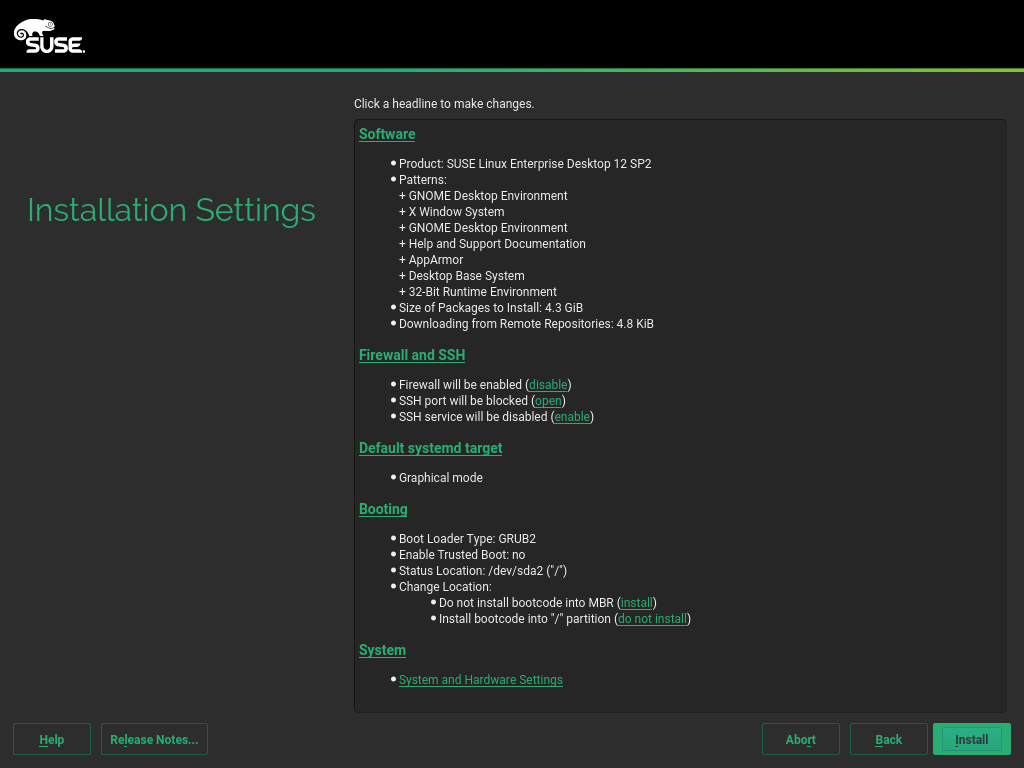 SUSE.
Click a headline to make changes.
Installation Settings
Software
Product: SUSE Linux Enterprise Desktop 12 SP2
Patterns:
+ GNOME Desktop Environment
+ X Window System
+ GNOME Desktop Environment
+ Help and Support Documentation
+ AppArmor
+ Desktop Base System
+ 32-Bit Runtime Environment
Size of Packages to Install: 4.3 GiB
Downloading from Remote Repositories: 4.8 KiB
Firewall and SSH
Firewall will be enabled (disable)
SSH port will be blocked (open)
SSH service will be disabled (enable)
Default systemd target
Graphical mode
Booting
Boot Loader Type: GRUB2
Enable Trusted Boot: no
Status Location: /dev/sda2 ("/")
Change Location:
Do not install bootcode into MBR (install)
Install bootcode into "/" partition (do not install)
System
System and Hardware Settings
Help
Release Notes...
Abort
Back
Install